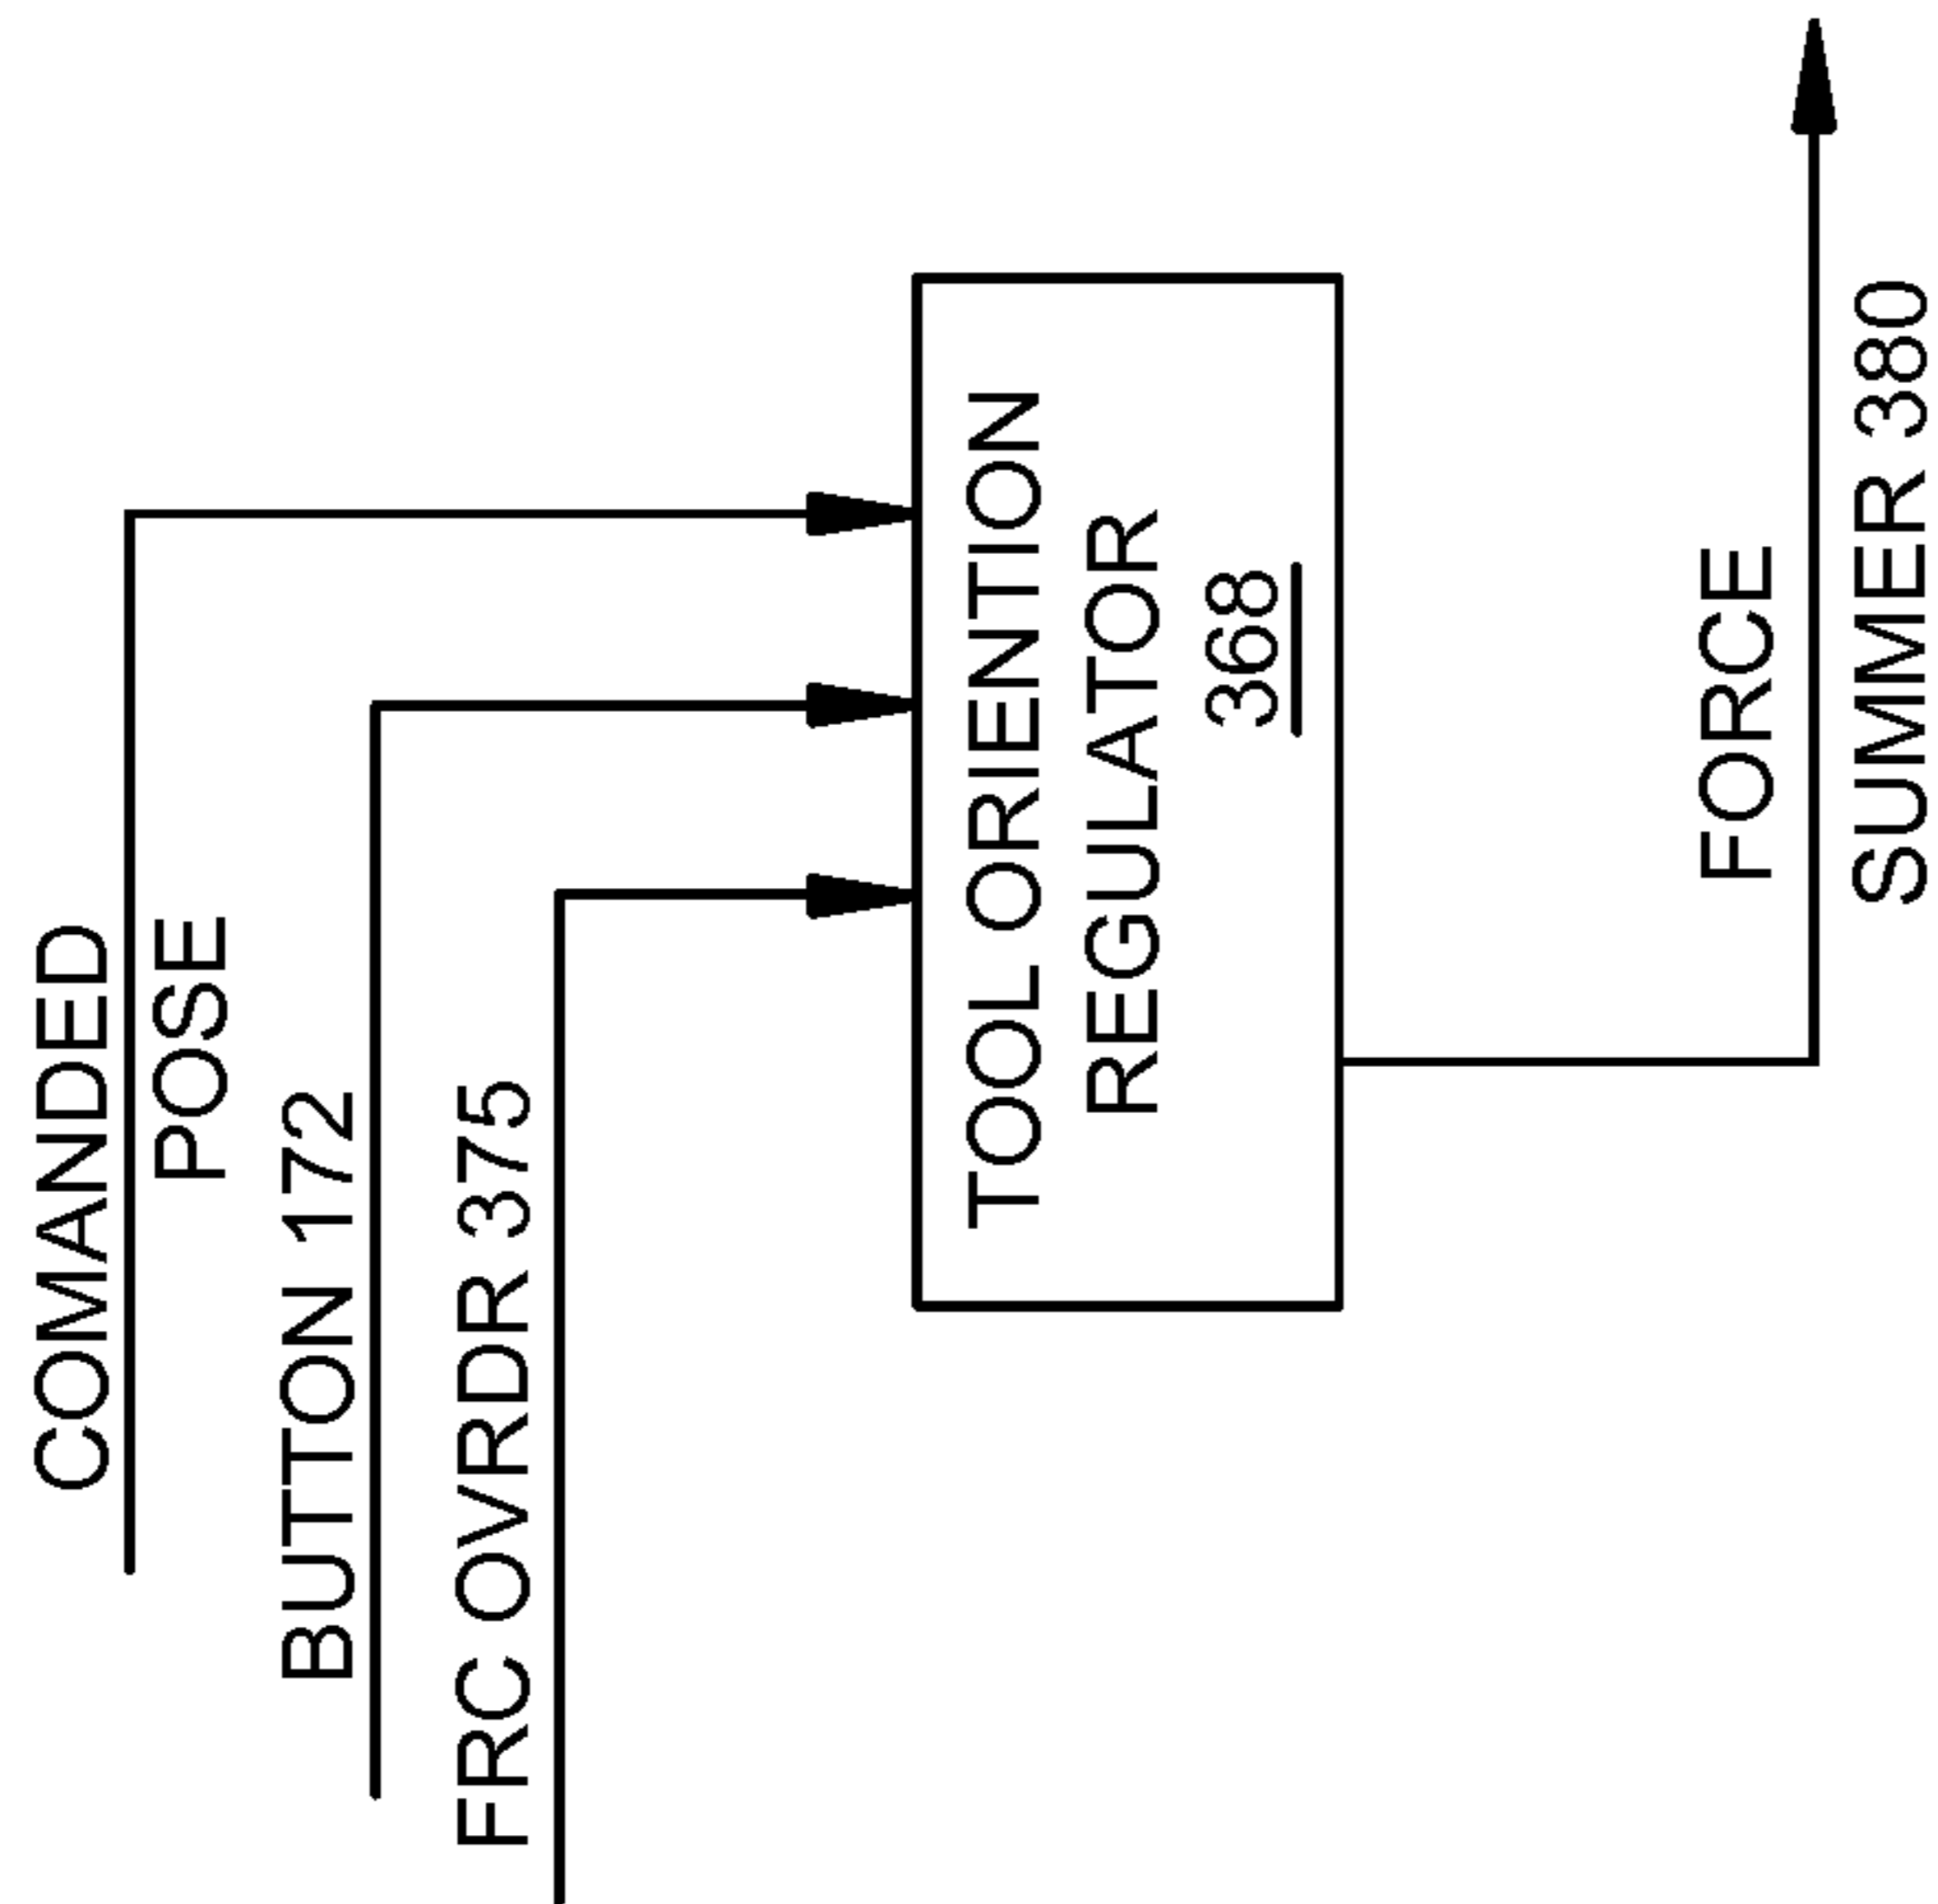 COMANDED
POSE
BUTTON 172
FRC OVRDR 375
TOOL ORIENTION
REGULATOR
368
FORCE
SUMMER 380